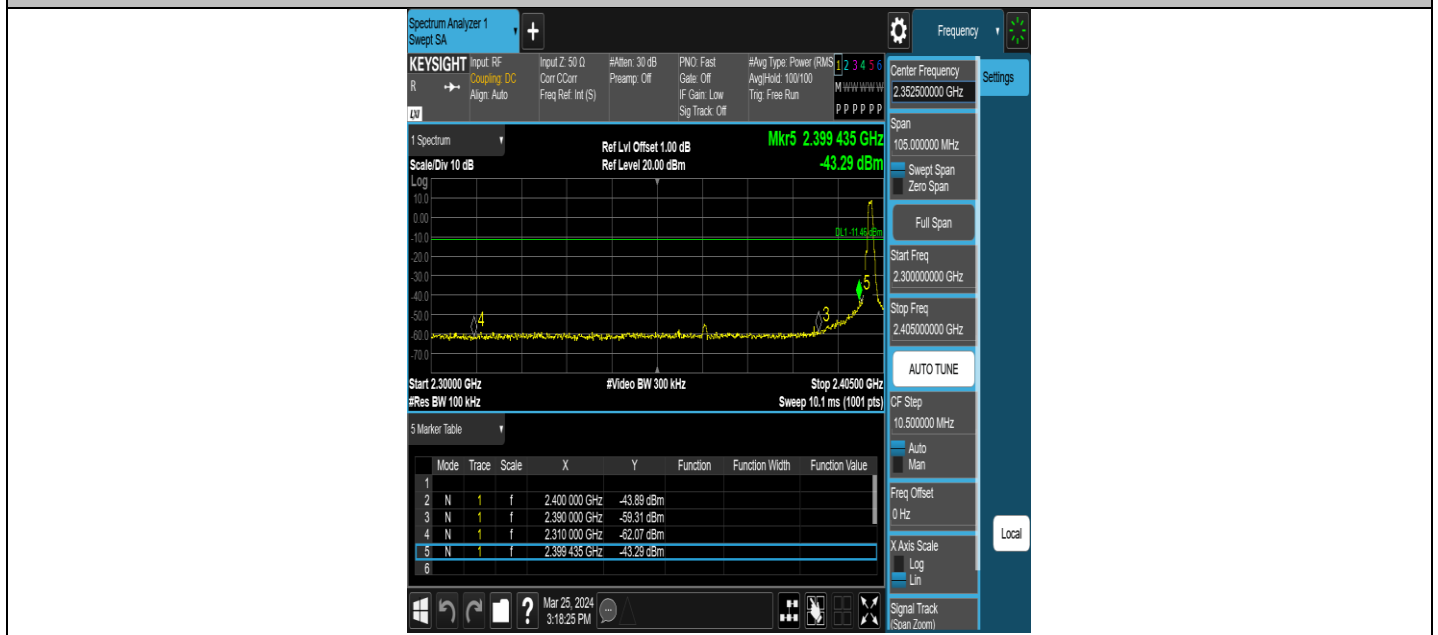 Spectrum Analyzer 1
Swept SA
+
Frequency
KEYSIGHT
R
LXI
Input: RF
Coupling: DC
Align: Auto
Input Z: 50 Ω
Corr CCorr
Freq Ref: Int (S)
#Atten: 30 dB
Preamp: Off
PNO: Fast
Gate: Off
IF Gain: Low
Sig Track: Off
#Avg Type: Power (RMS
Avg|Hold: 100/100
Trig: Free Run
1 2 3 4 5 6
M W W W W W
P P P P P P
1 Spectrum
Scale/Div 10 dB
Ref Lvl Offset 1.00 dB
Ref Level 20.00 dBm
Mkr5 2.399 435 GHz
-43.29 dBm
Log
10.0
0.00
-10.0
-20.0
-30.0
-40.0
-50.0
-60.0
-70.0
DL1 -11.46 dBm
5
3
4
Start 2.30000 GHz
#Res BW 100 kHz
#Video BW 300 kHz
Stop 2.40500 GHz
Sweep 10.1 ms (1001 pts)
5 Marker Table
Mode Trace Scale X Y Function Function Width Function Value
1
2 N 1 f 2.400 000 GHz -43.89 dBm
3 N 1 f 2.390 000 GHz -59.31 dBm
4 N 1 f 2.310 000 GHz -62.07 dBm
5 N 1 f 2.399 435 GHz -43.29 dBm
6
?
Mar 25, 2024
3:18:25 PM
Center Frequency
2.352500000 GHz
Settings
Span
105.000000 MHz
Swept Span
Zero Span
Full Span
Start Freq
2.300000000 GHz
Stop Freq
2.405000000 GHz
AUTO TUNE
CF Step
10.500000 MHz
Auto
Man
Freq Offset
0 Hz
X Axis Scale
Log
Lin
Signal Track
(Span Zoom)
Local